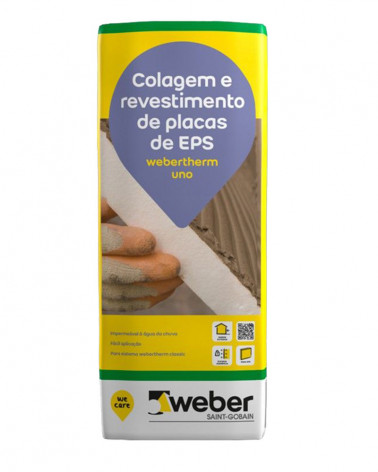 Colagem e
revestimento
de placas
de EPS
webertherm
uno
Impermeável à água da chuva
Fácil aplicação
Para sistema webertherm classic
we
care
weber
SAINT-GOBAIN